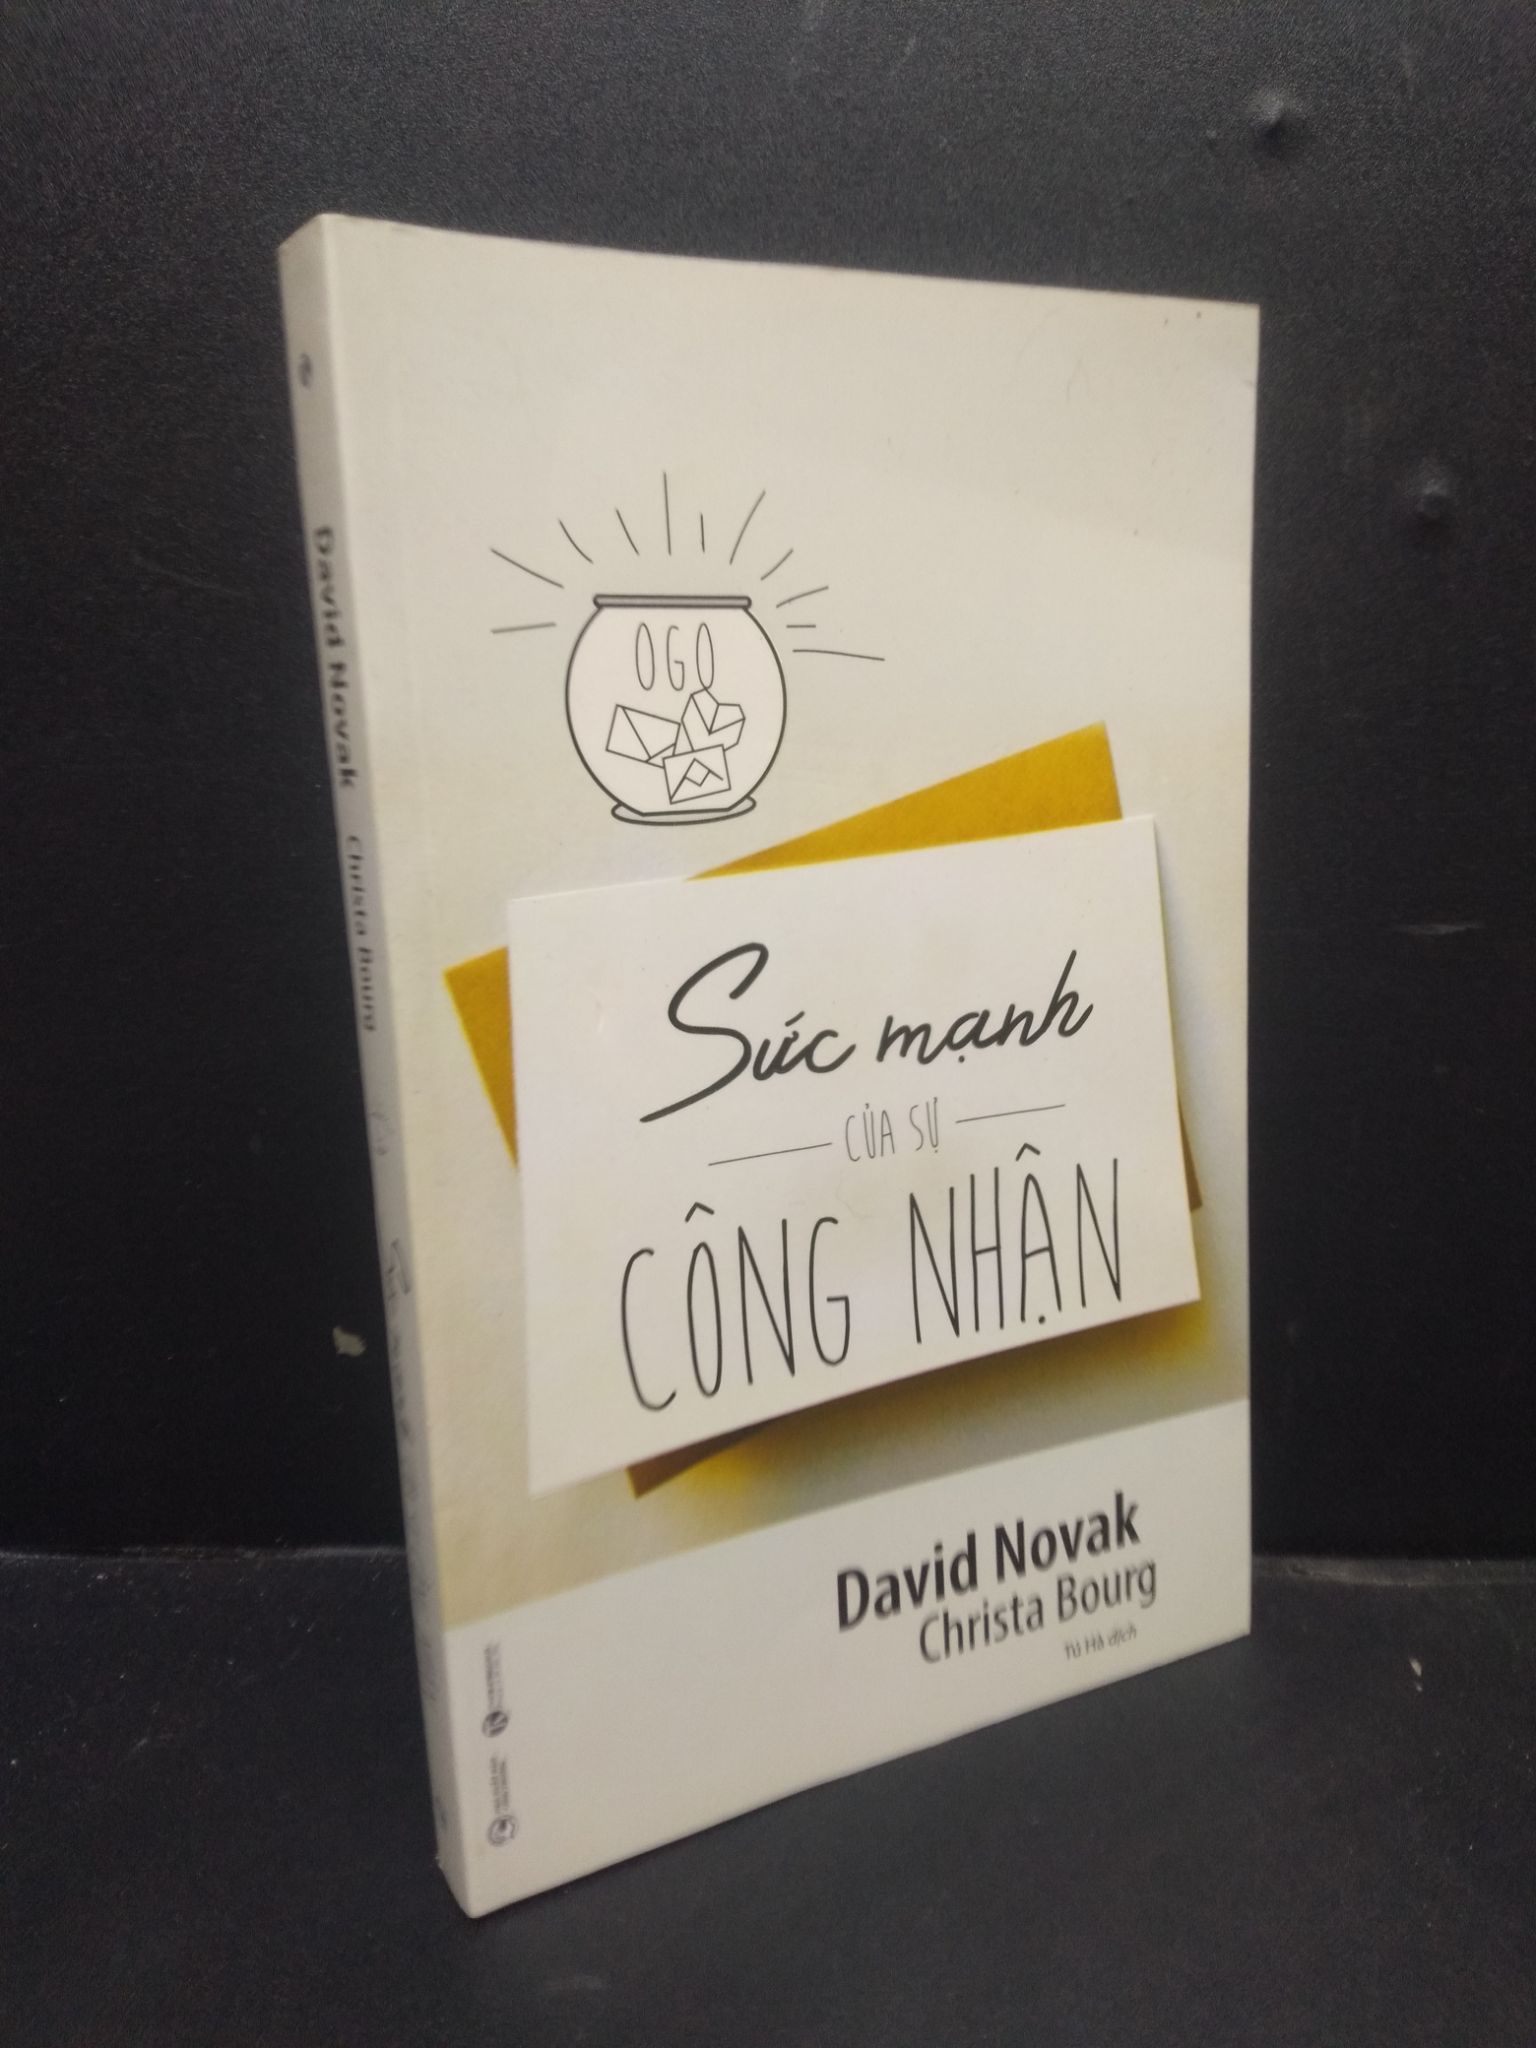 OGO
Sức mạnh
CỦA SỰ
CÔNG NHẬN
David Novak
Christa Bourg
Tú Hà dịch
David Novak Christa Bourg